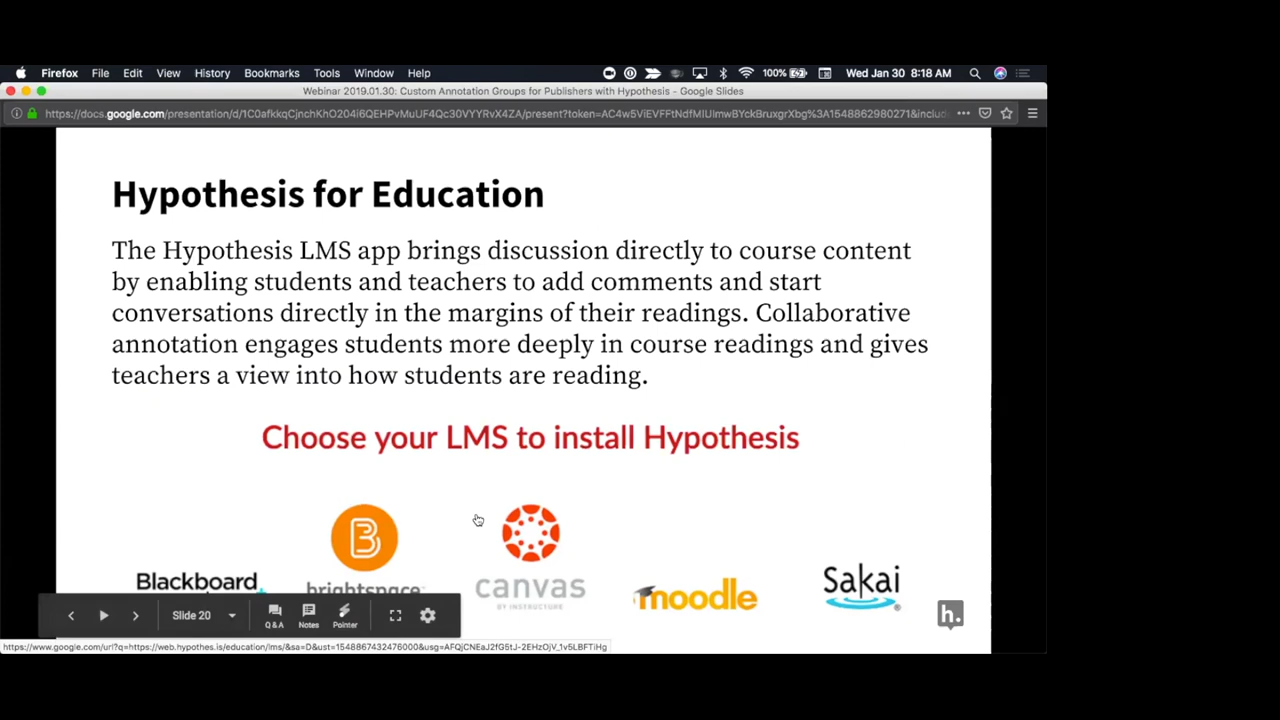 Firefox File Edit View History Bookmarks Tools Window Help 100% Wed Jan 30 8:18 AM
Webinar 2019.01.30: Custom Annotation Groups for Publishers with Hypothesis - Google Slides
Hypothesis for Education
The Hypothesis LMS app brings discussion directly to course content
by enabling students and teachers to add comments and start
conversations directly in the margins of their readings. Collaborative
annotation engages students more deeply in course readings and gives
teachers a view into how students are reading.
Choose your LMS to install Hypothesis
B
Blackboard brightspace canvas moodle Sakai
BY INSTRUCTURE
Slide 20 Q & A Notes Pointer
h.